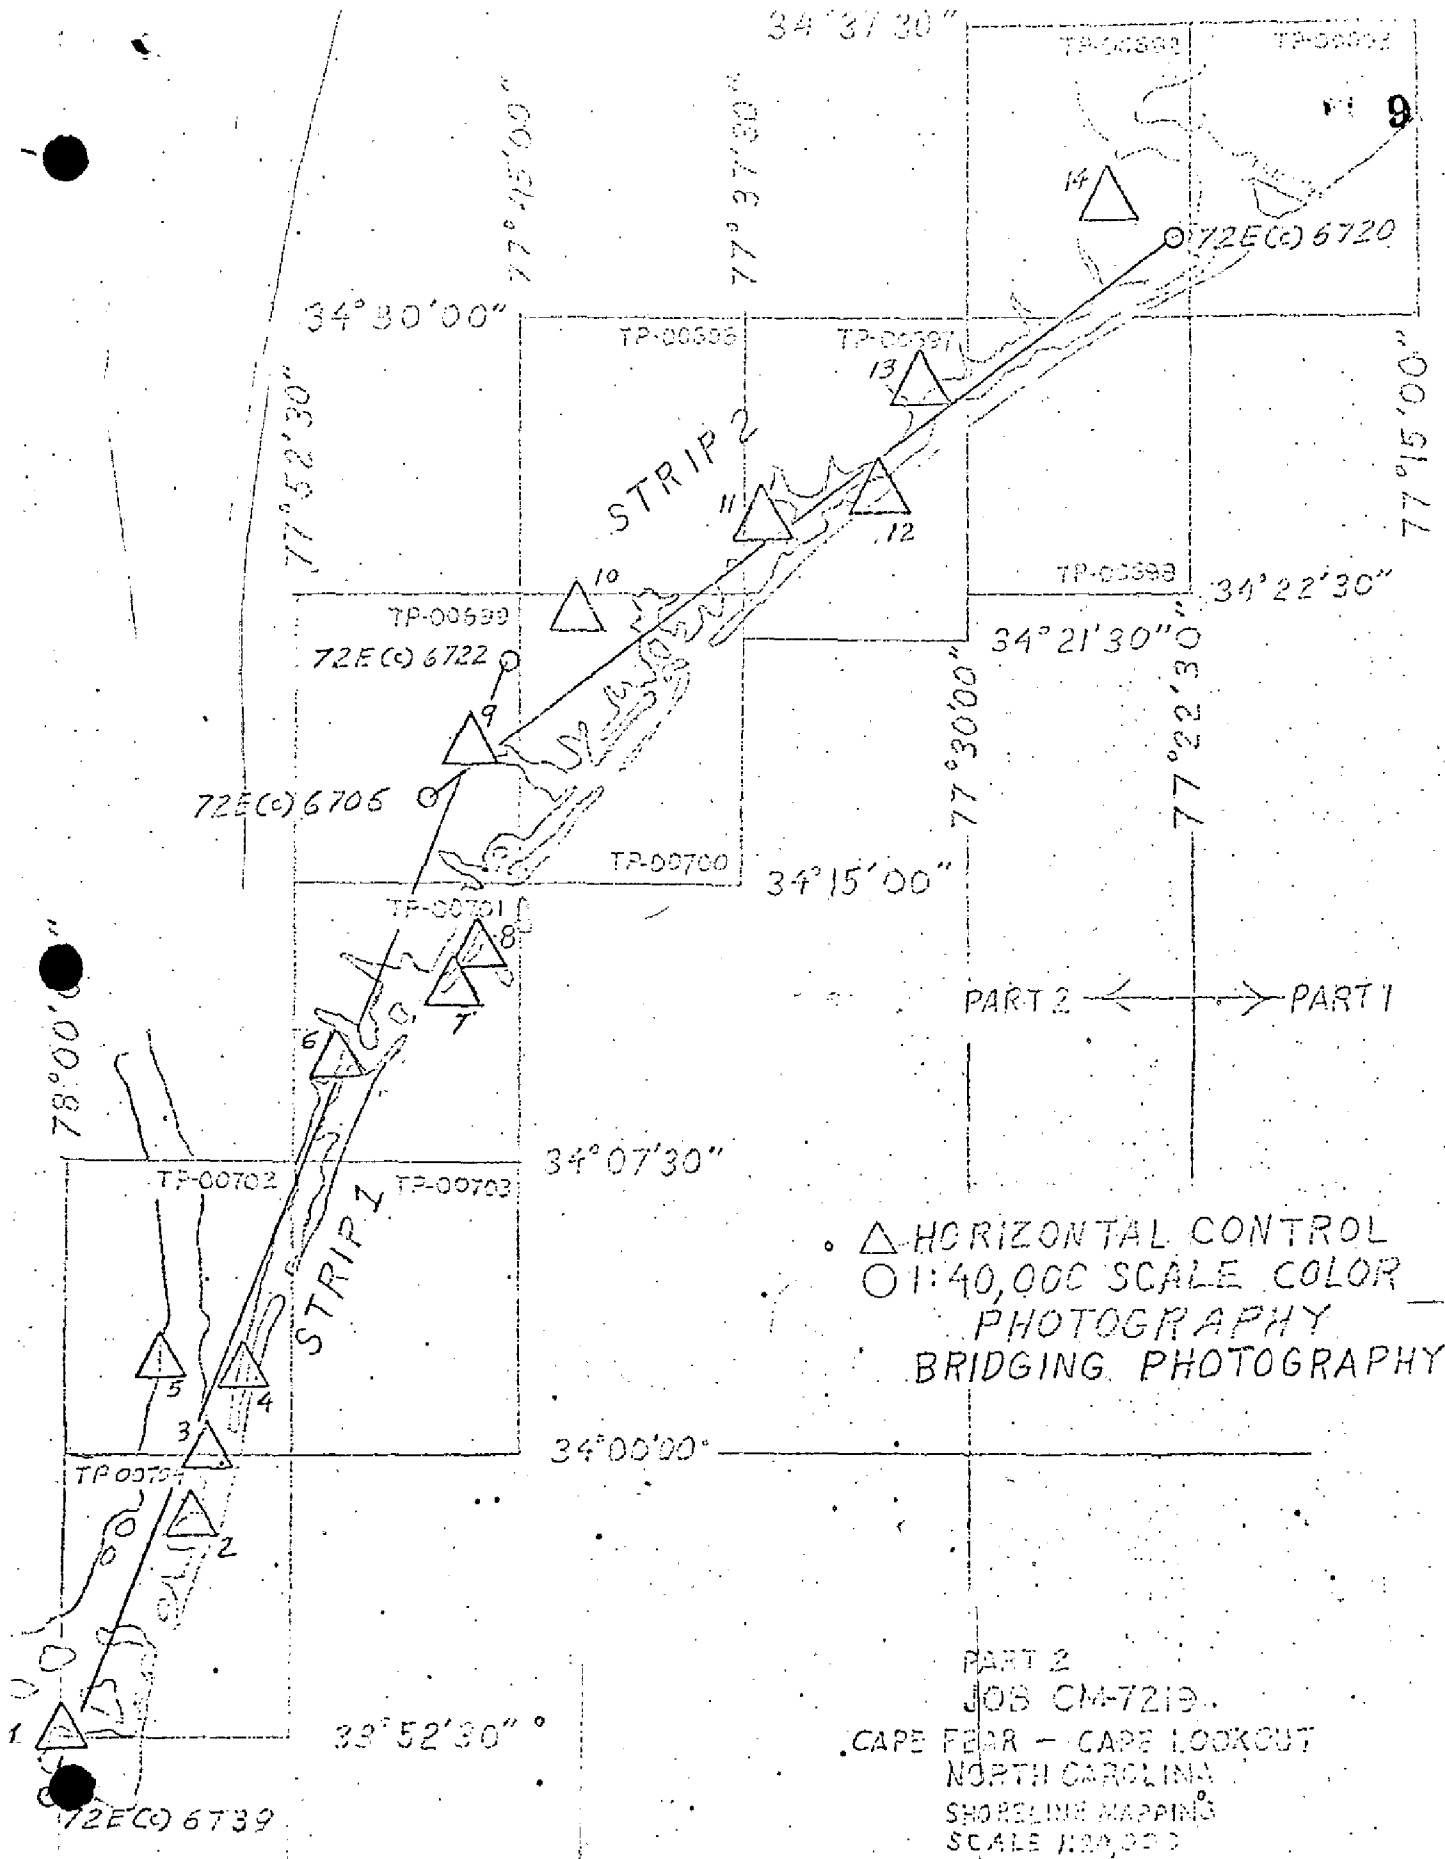 34°37'30"
9
77°45'00"
77°37'30"
14
72E(c)6720
34°30'00"
13
77°52'30"
77°15'00"
STRIP 2
11
12
10
TP-00698
34°22'30"
TP-00699
34°21'30"
72E(c)6722
77°30'00"
77°22'30"
9
72E(c)6706
TP-00700
34°15'00"
TP-00701
8
7
6
PART 2 <—> PART 1
34°07'30"
TP-00702
TP-00703
STRIP 1
△ HORIZONTAL CONTROL
○ 1:40,000 SCALE COLOR
PHOTOGRAPHY
BRIDGING PHOTOGRAPHY
5
4
3
34°00'00"
2
1
33°52'30"
72E(c)6739
PART 2
JOB CM-7219
CAPE FEAR – CAPE LOOKOUT
NORTH CAROLINA
SHORELINE MAPPING
SCALE 1:20,000